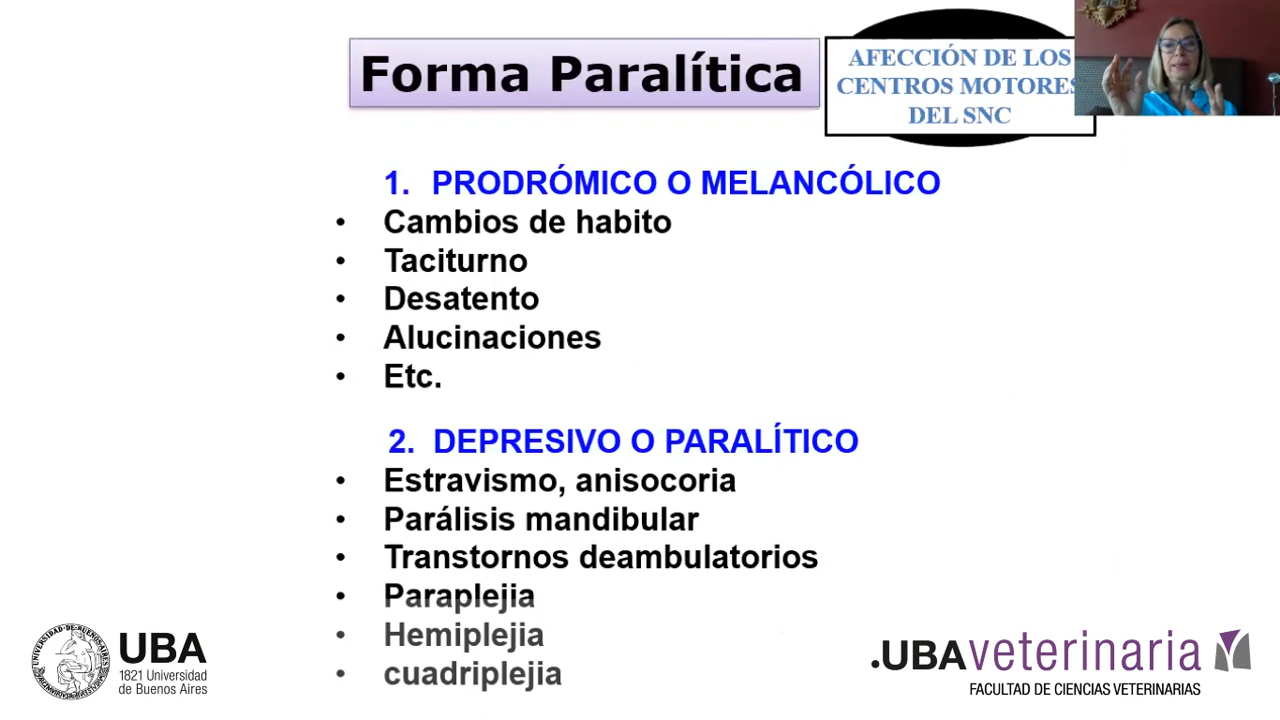 Forma Paralítica
AFECCIÓN DE LOS
CENTROS MOTORES
DEL SNC
1. PRODRÓMICO O MELANCÓLICO
• Cambios de habito
• Taciturno
• Desatento
• Alucinaciones
• Etc.
2. DEPRESIVO O PARALÍTICO
• Estravismo, anisocoria
• Parálisis mandibular
• Transtornos deambulatorios
• Paraplejia
• Hemiplejia
• cuadriplejia
UBA
1821 Universidad
de Buenos Aires
.UBAveterinaria
FACULTAD DE CIENCIAS VETERINARIAS